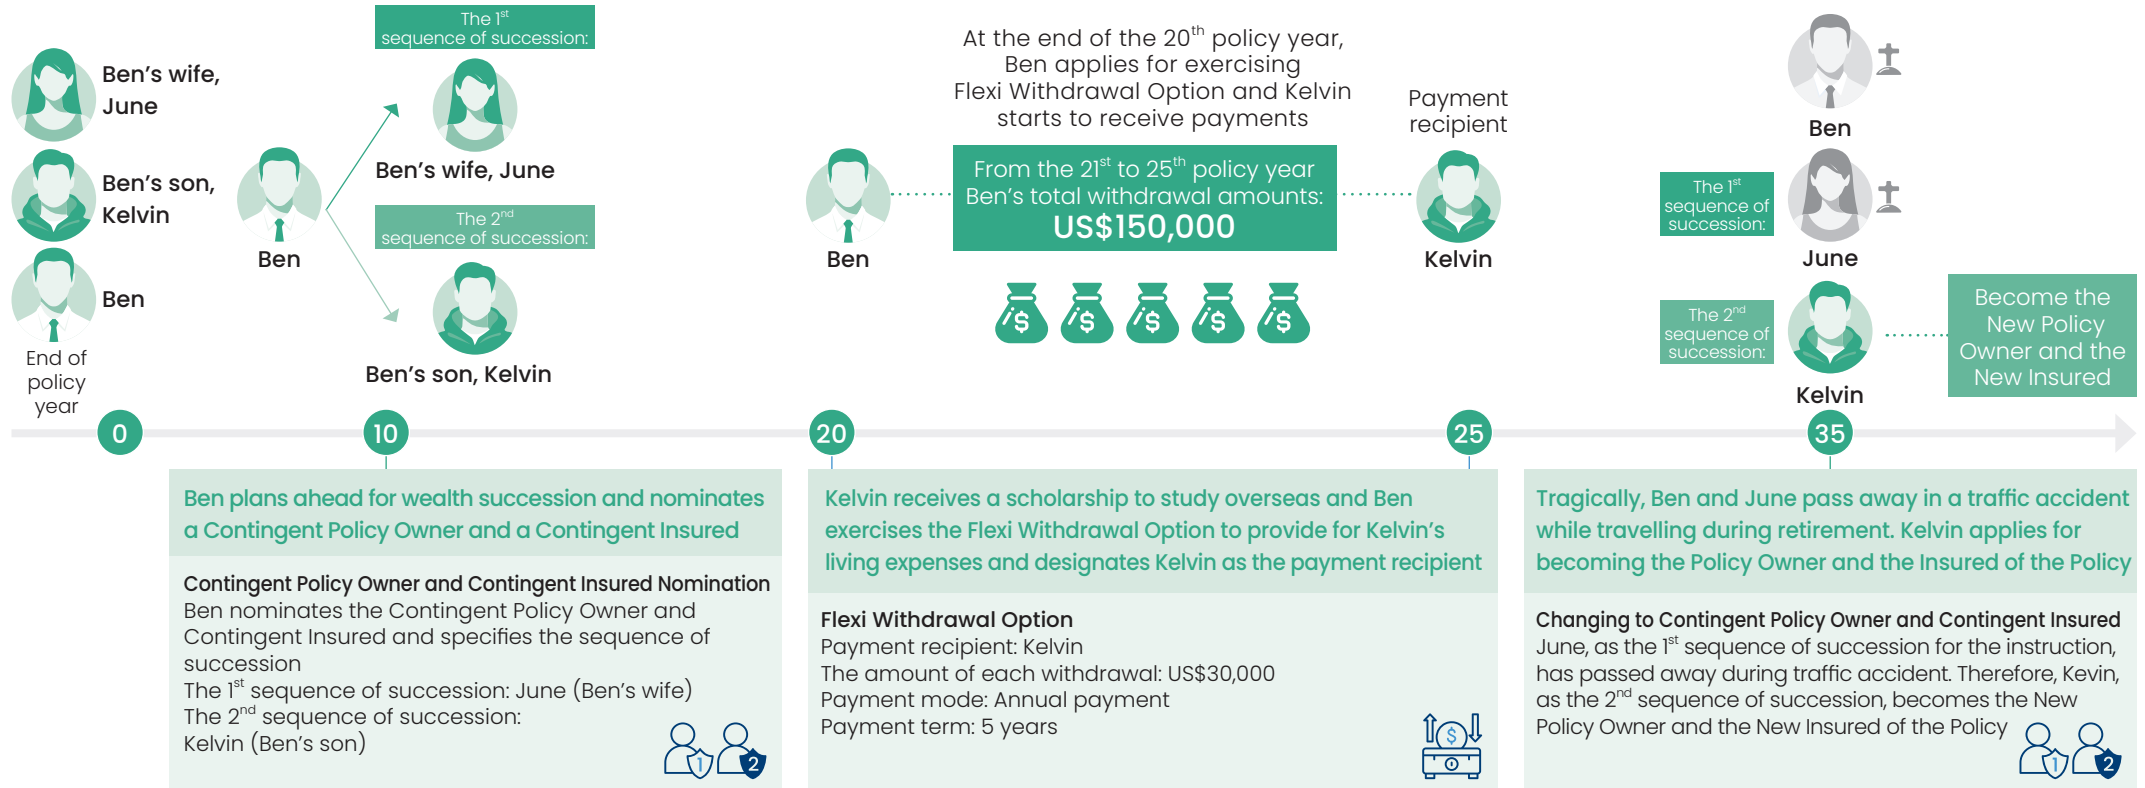 Ben's wife,
June
Ben's son,
Kelvin
Ben
End of
policy
year
Ben
The 1st
sequence of succession:
Ben's wife, June
The 2nd
sequence of succession:
Ben's son, Kelvin
At the end of the 20th policy year,
Ben applies for exercising
Flexi Withdrawal Option and Kelvin
starts to receive payments
Ben
From the 21st to 25th policy year
Ben's total withdrawal amounts:
US$150,000
$ $ $ $ $
Payment
recipient
Kelvin
Ben
The 1st
sequence of
succession:
June
The 2nd
sequence of
succession:
Kelvin
Become the
New Policy
Owner and the
New Insured
0 10 20 25 35
Ben plans ahead for wealth succession and nominates
a Contingent Policy Owner and a Contingent Insured
Contingent Policy Owner and Contingent Insured Nomination
Ben nominates the Contingent Policy Owner and
Contingent Insured and specifies the sequence of
succession
The 1st sequence of succession: June (Ben's wife)
The 2nd sequence of succession:
Kelvin (Ben's son)
1 2
Kelvin receives a scholarship to study overseas and Ben
exercises the Flexi Withdrawal Option to provide for Kelvin's
living expenses and designates Kelvin as the payment recipient
Flexi Withdrawal Option
Payment recipient: Kelvin
The amount of each withdrawal: US$30,000
Payment mode: Annual payment
Payment term: 5 years
$
Tragically, Ben and June pass away in a traffic accident
while travelling during retirement. Kelvin applies for
becoming the Policy Owner and the Insured of the Policy
Changing to Contingent Policy Owner and Contingent Insured
June, as the 1st sequence of succession for the instruction,
has passed away during traffic accident. Therefore, Kevin,
as the 2nd sequence of succession, becomes the New
Policy Owner and the New Insured of the Policy
1 2